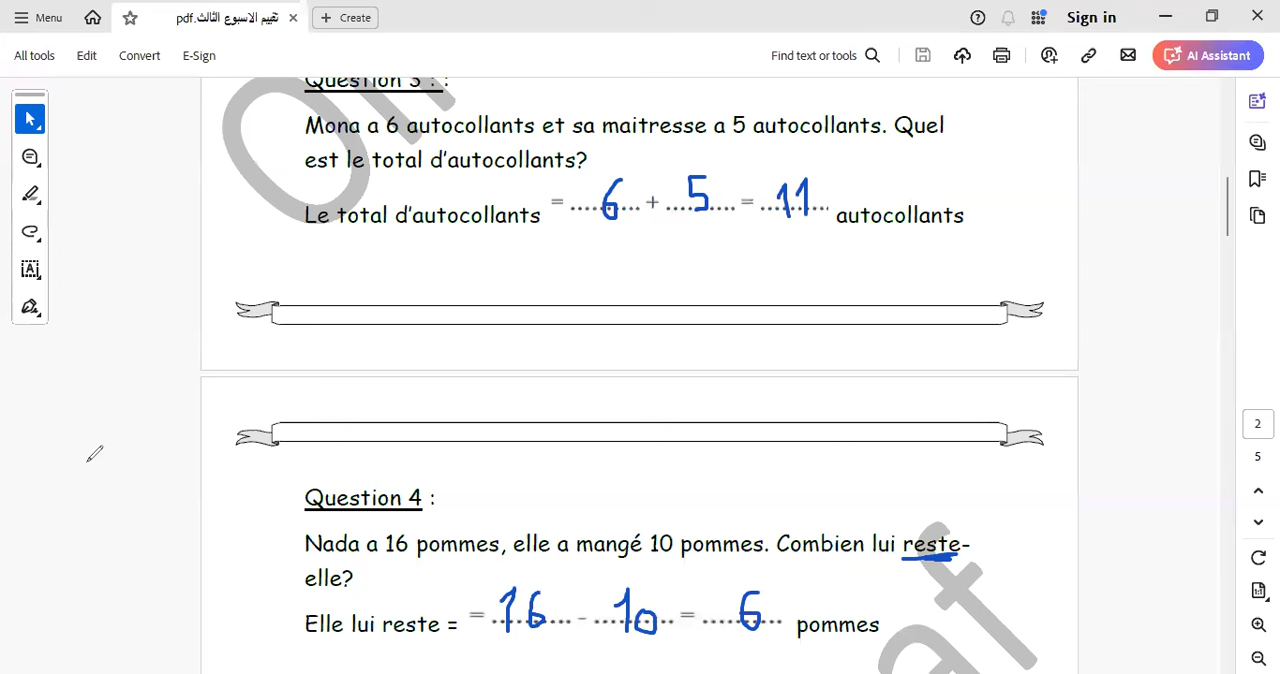 Menu
تقييم الاسبوع الثالث.pdf
Create
Sign in
All tools
Edit
Convert
E-Sign
Find text or tools
AI Assistant
Question 3 : :
Mona a 6 autocollants et sa maitresse a 5 autocollants. Quel
est le total d'autocollants?
Le total d'autocollants = 6 + 5 = 11 autocollants
2
5
Question 4 :
Nada a 16 pommes, elle a mangé 10 pommes. Combien lui reste-
elle?
Elle lui reste = = 16 - 10 = 6 pommes